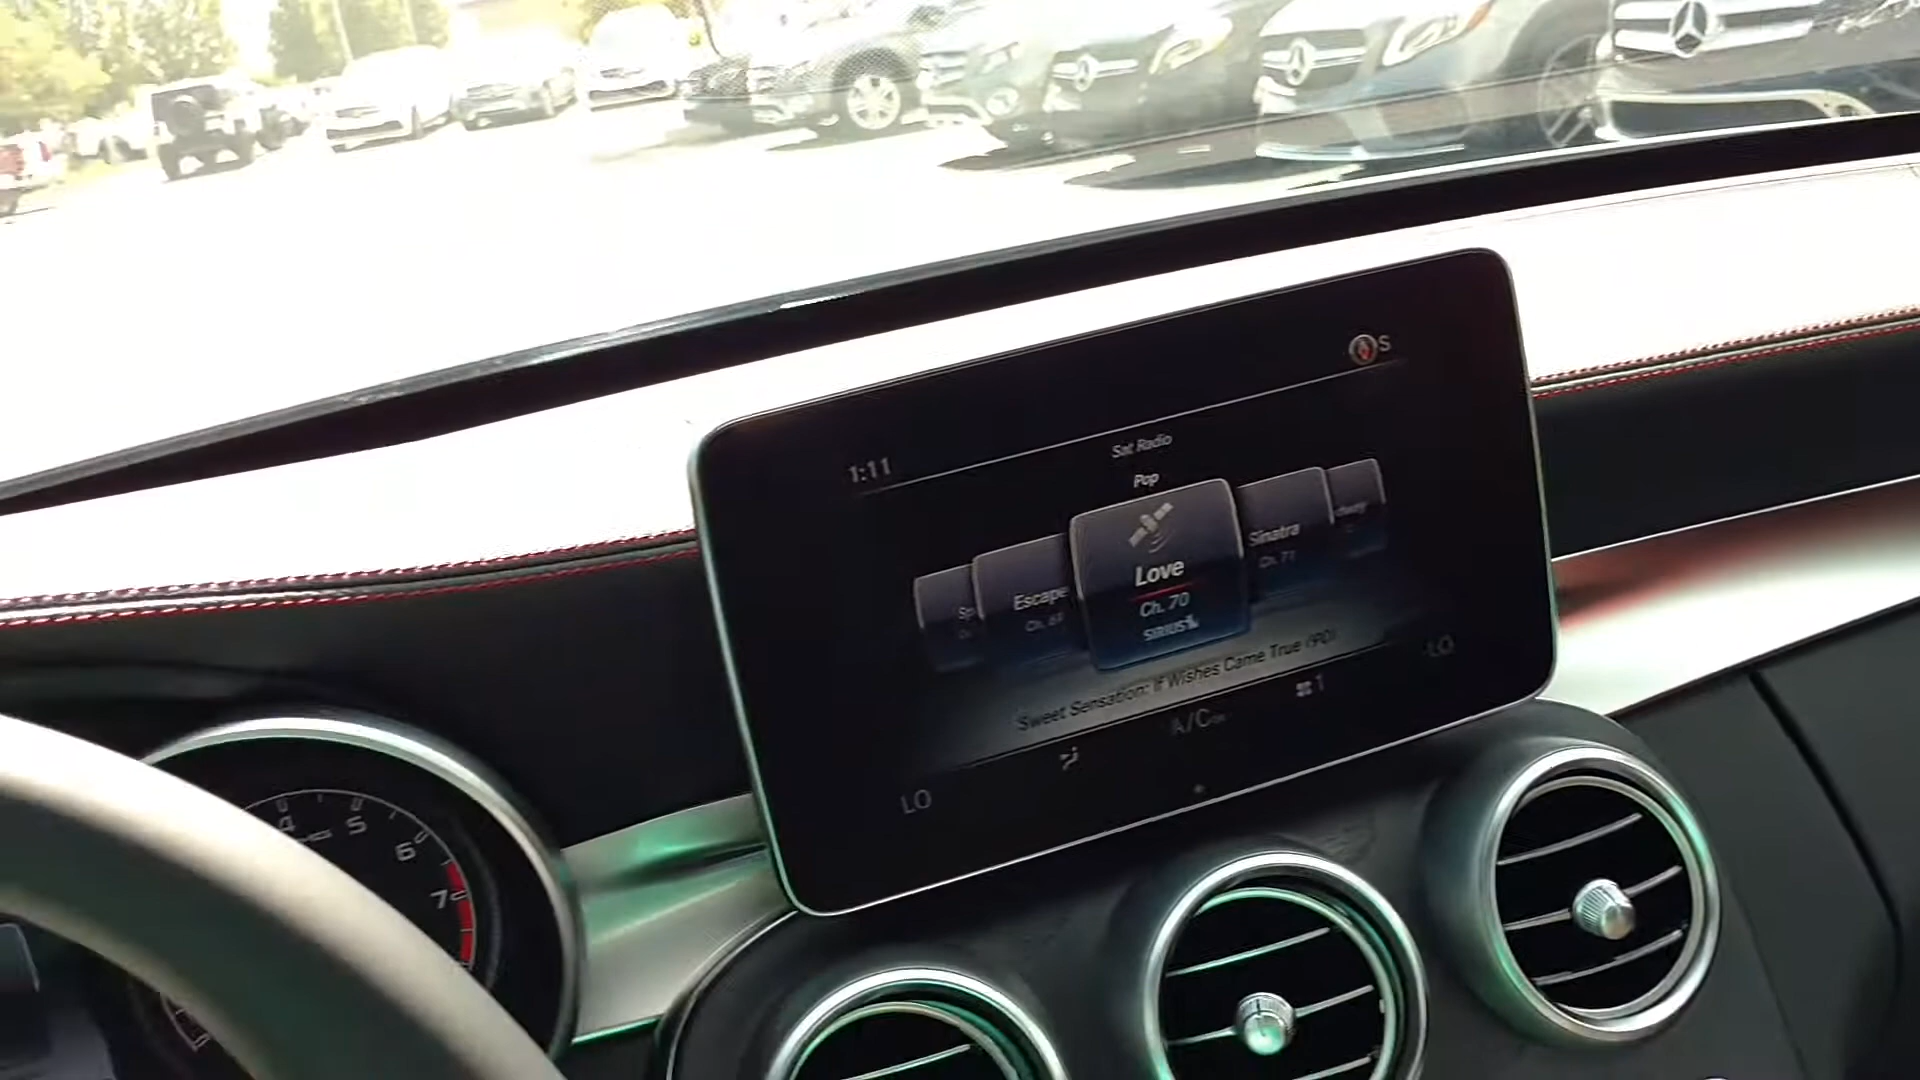 S
1:11
Sat Radio
Pop
Love
Ch. 70
Escape
Sinatra
Ch. 71
Sweet Sensation: If Wishes Came True (90)
A/C
1
LO
LO
4
5
6
7